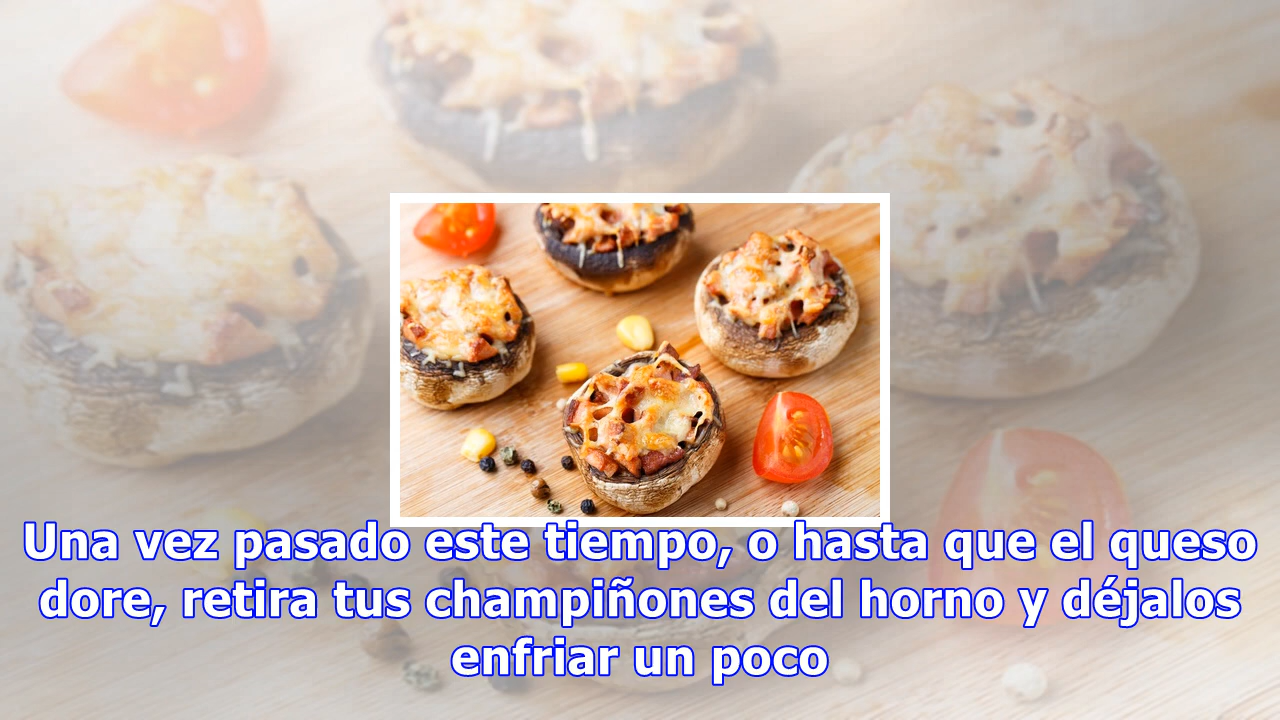 Una vez pasado este tiempo, o hasta que el queso
dore, retira tus champiñones del horno y déjalos
enfriar un poco